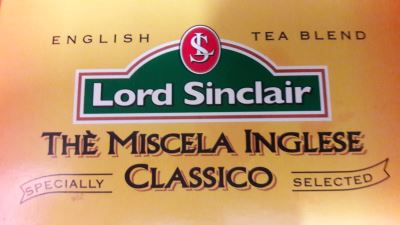 ENGLISH TEA BLEND
LS
Lord Sinclair
THÈ MISCELA INGLESE
CLASSICO
SPECIALLY SELECTED